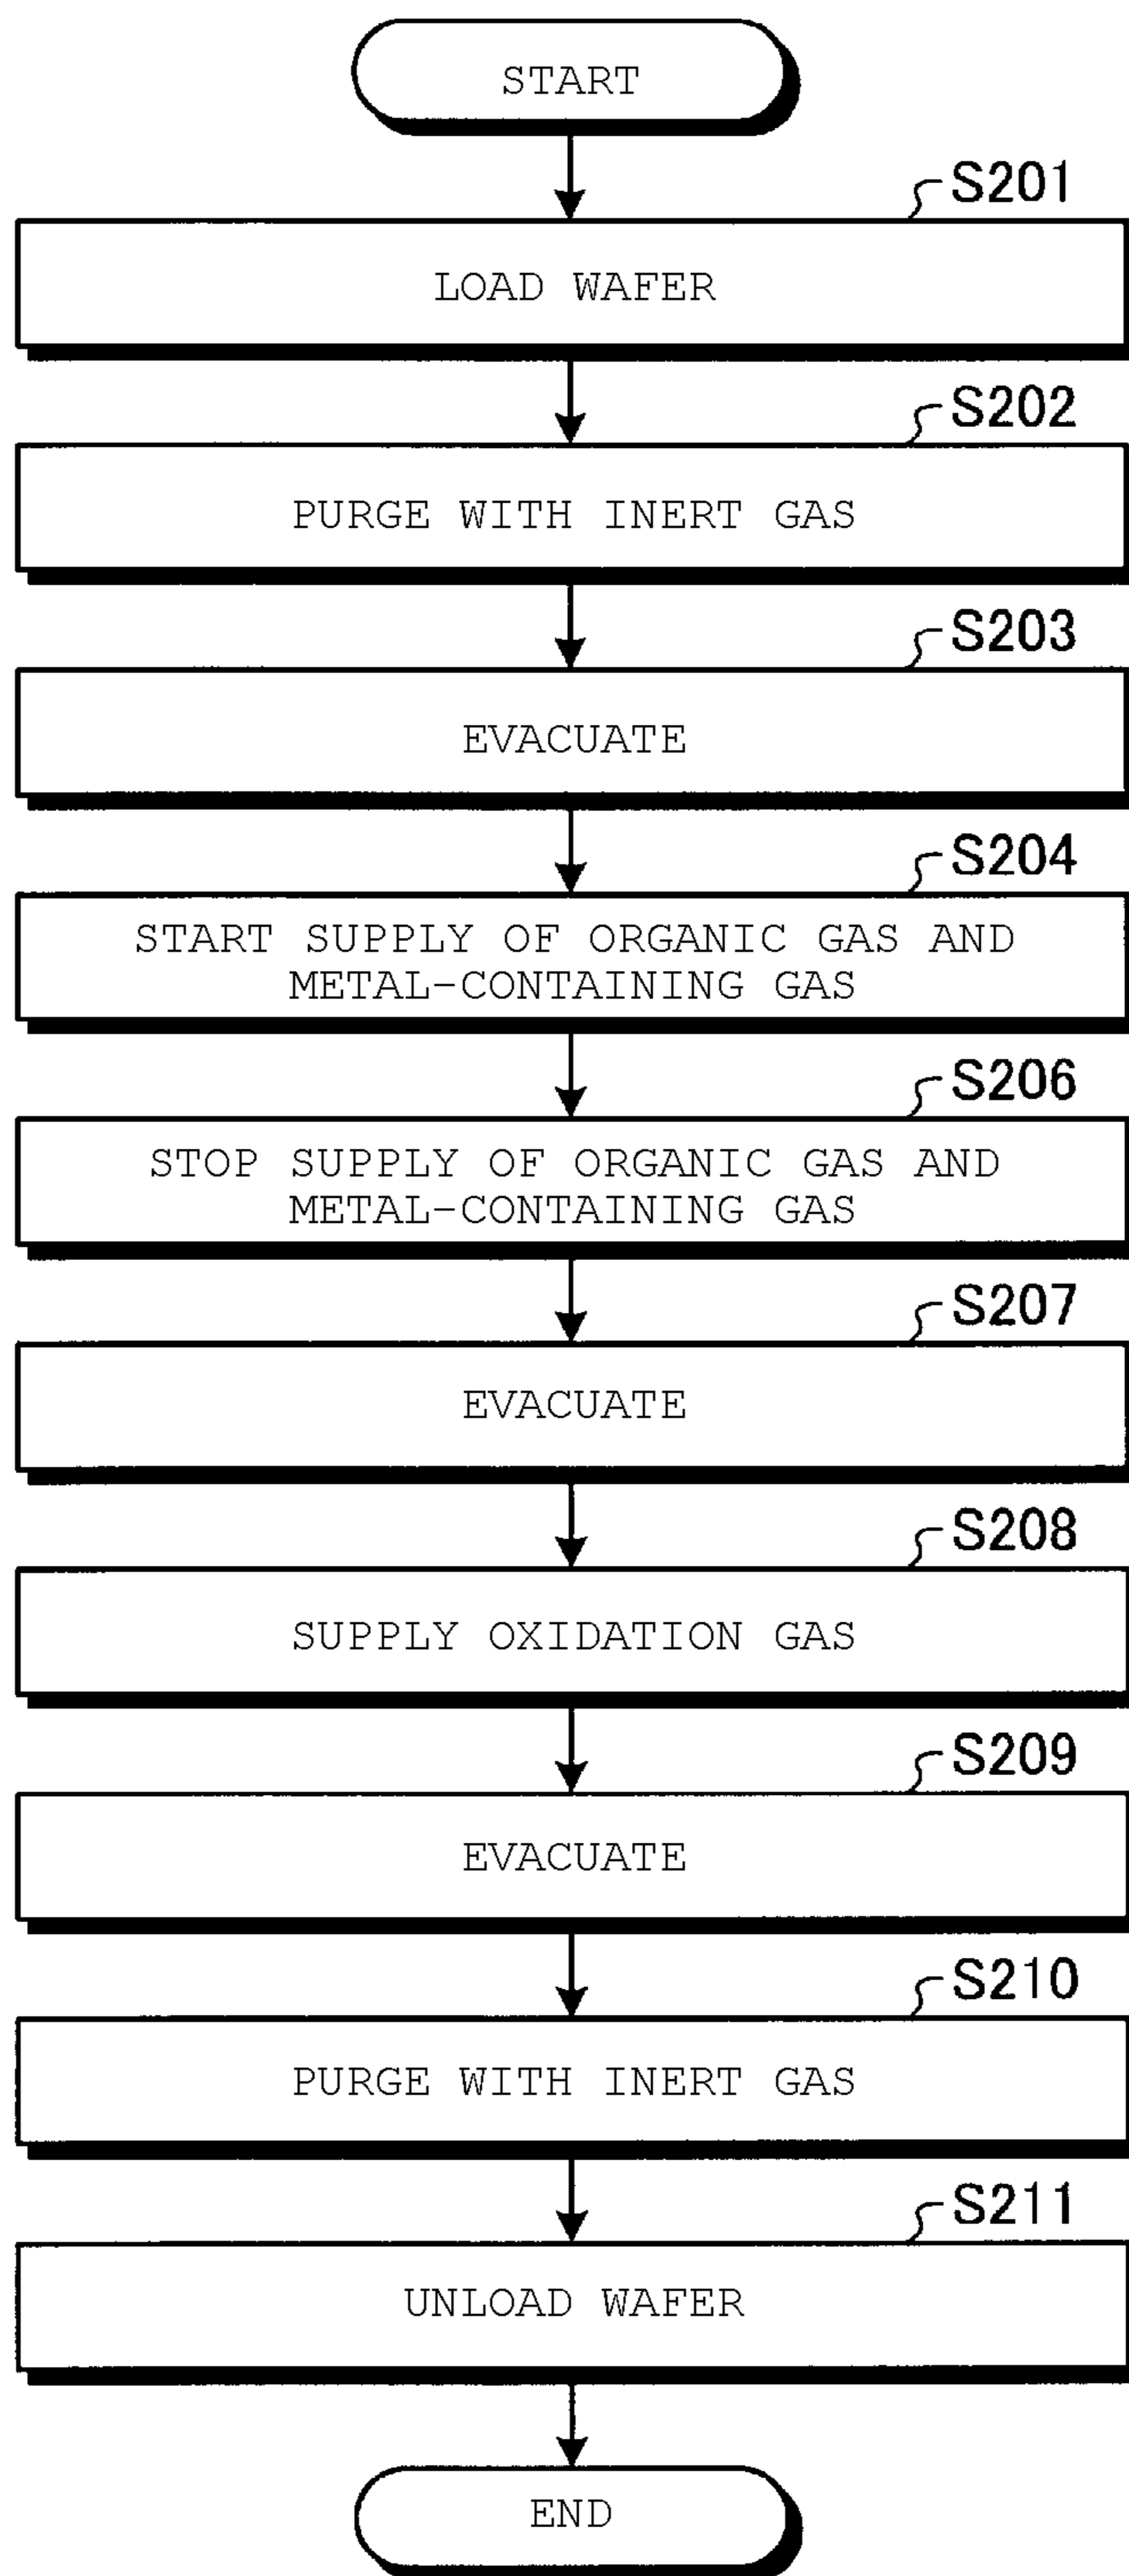 START
S201
LOAD WAFER
S202
PURGE WITH INERT GAS
S203
EVACUATE
S204
START SUPPLY OF ORGANIC GAS AND
METAL-CONTAINING GAS
S206
STOP SUPPLY OF ORGANIC GAS AND
METAL-CONTAINING GAS
S207
EVACUATE
S208
SUPPLY OXIDATION GAS
S209
EVACUATE
S210
PURGE WITH INERT GAS
S211
UNLOAD WAFER
END